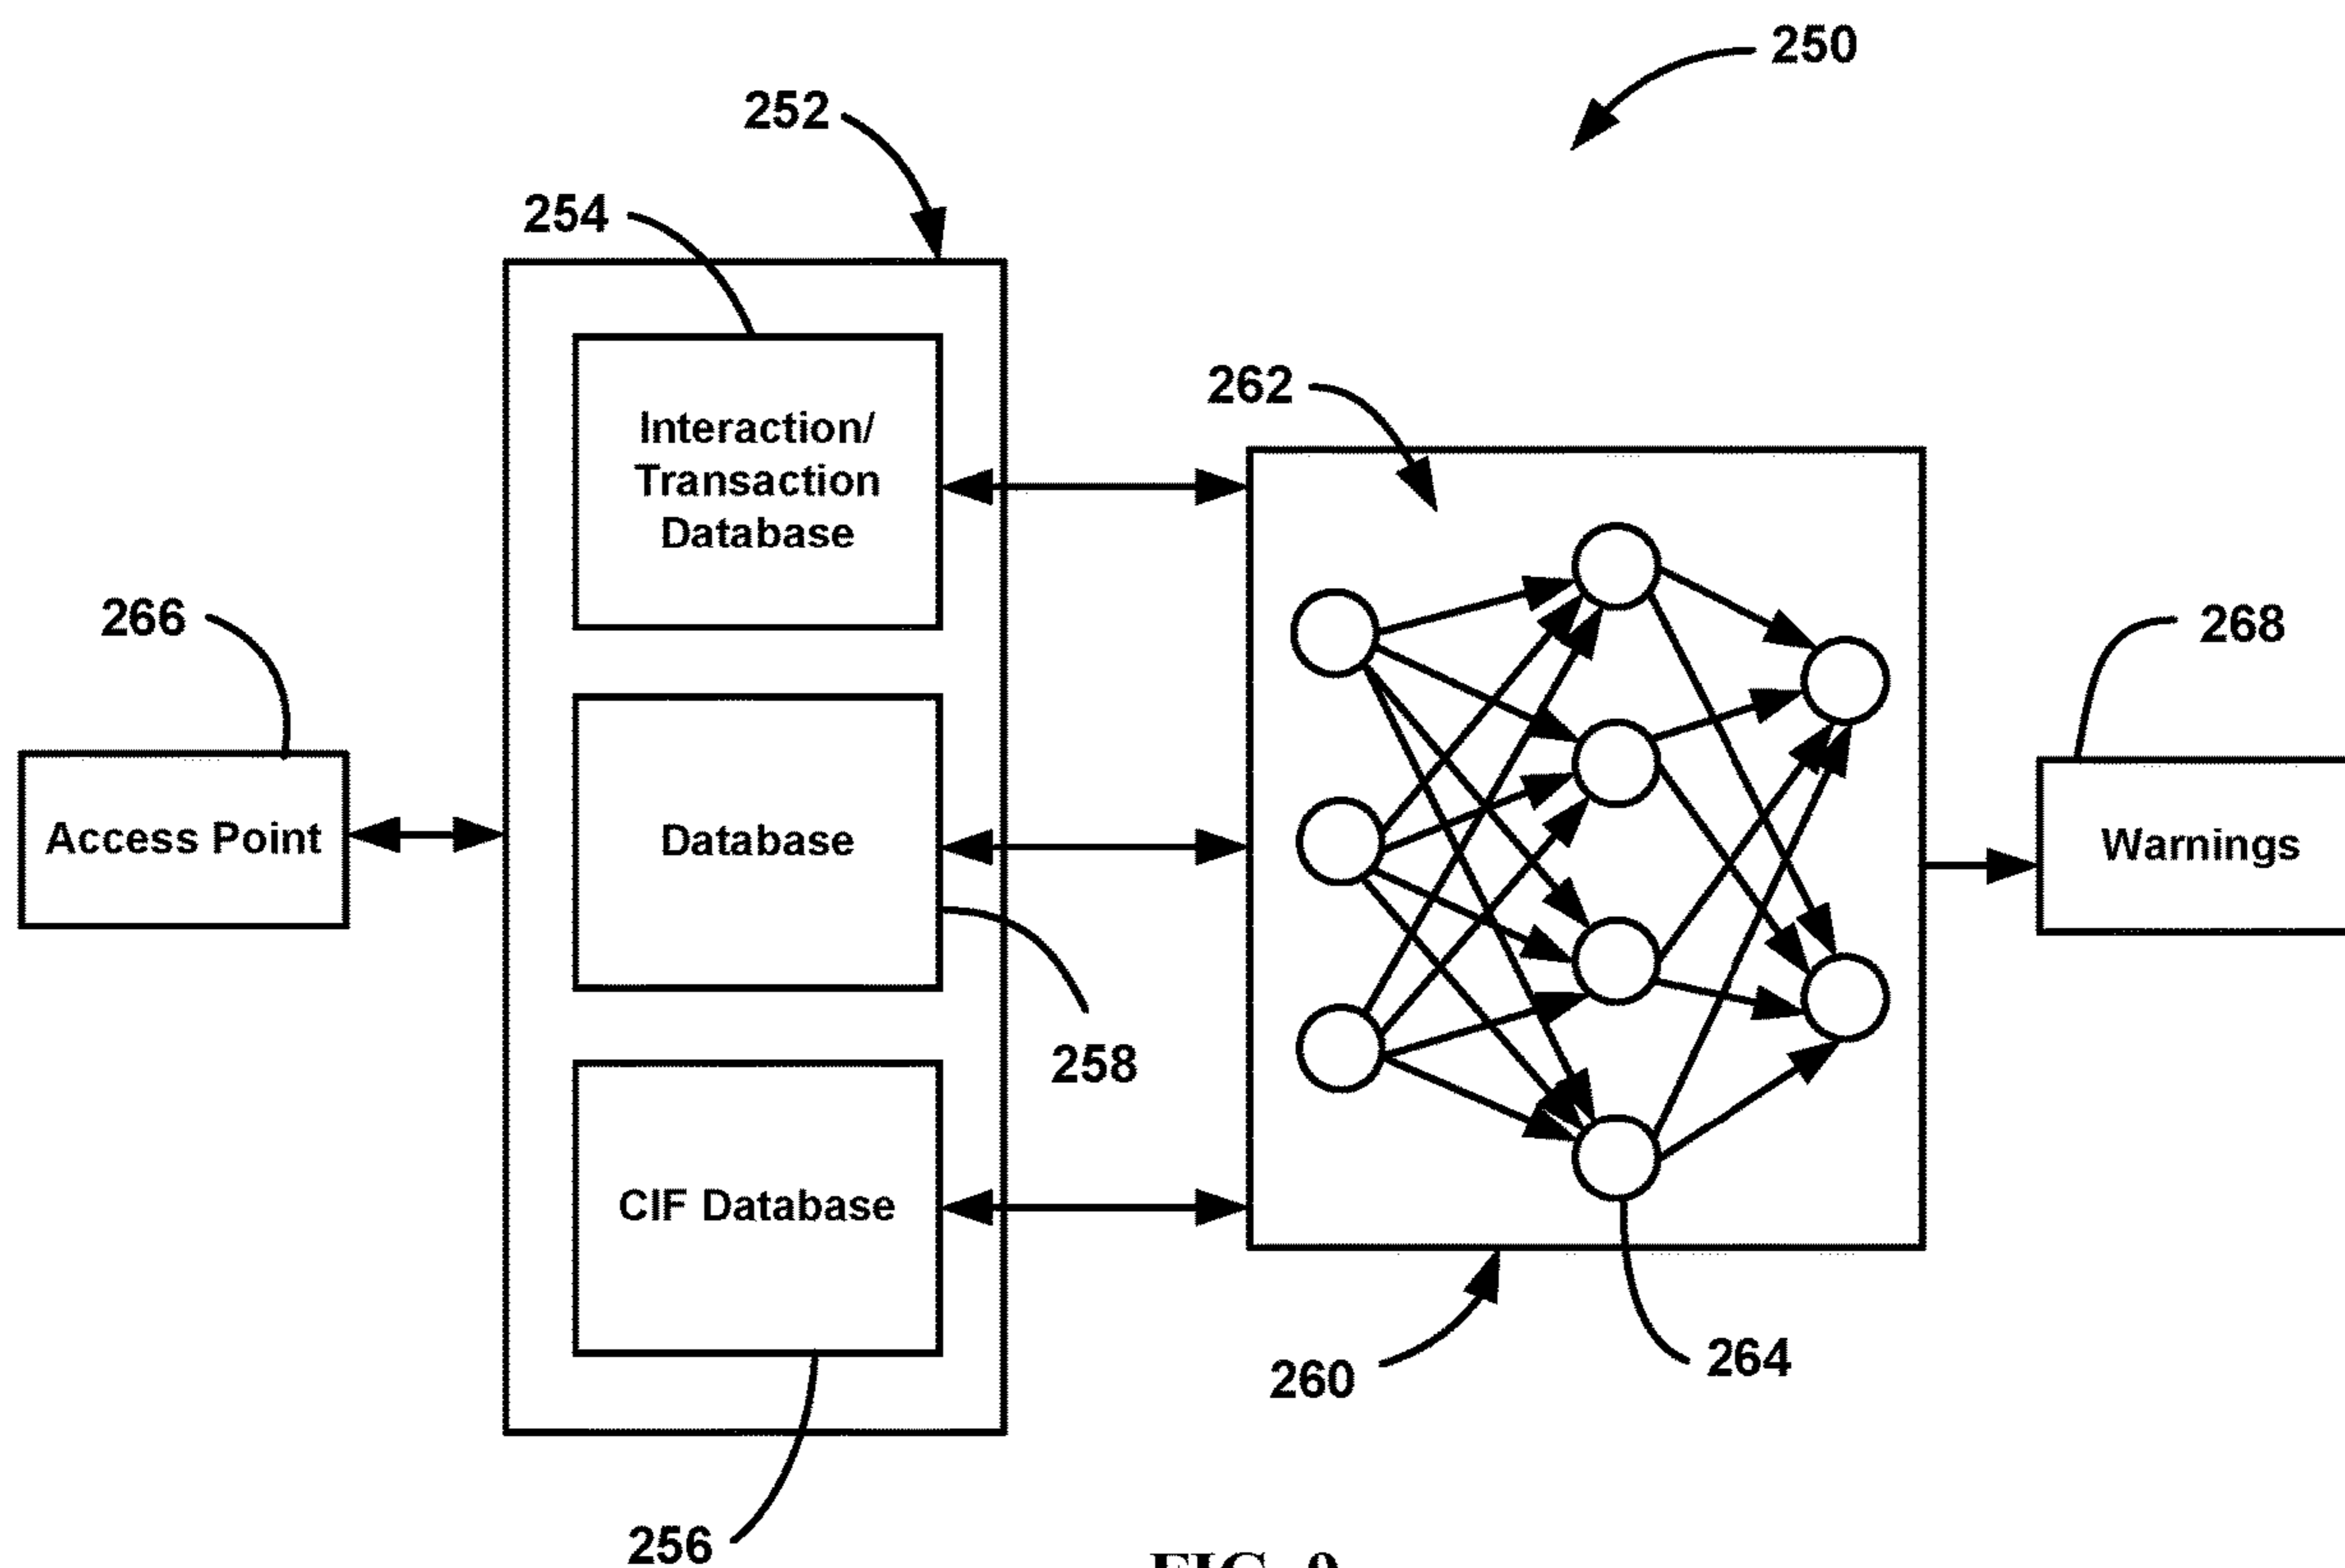 250
252
254
Interaction/
Transaction
Database
262
266
268
Access Point
Database
Warnings
258
CIF Database
260
264
256